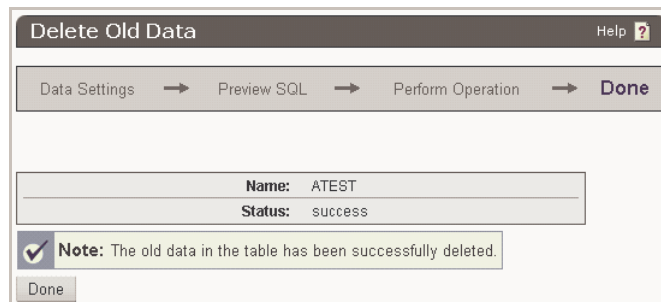 Delete Old Data Help ?
Data Settings Preview SQL Perform Operation Done
Name: ATEST
Status: success
Note: The old data in the table has been successfully deleted.
Done